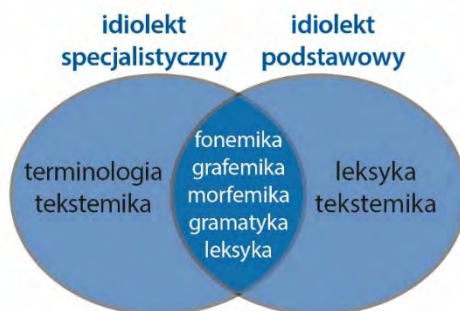 idiolekt
specjalistyczny
idiolekt
podstawowy
terminologia
tekstemika
fonemika
grafemika
morfemika
gramatyka
leksyka
leksyka
tekstemika